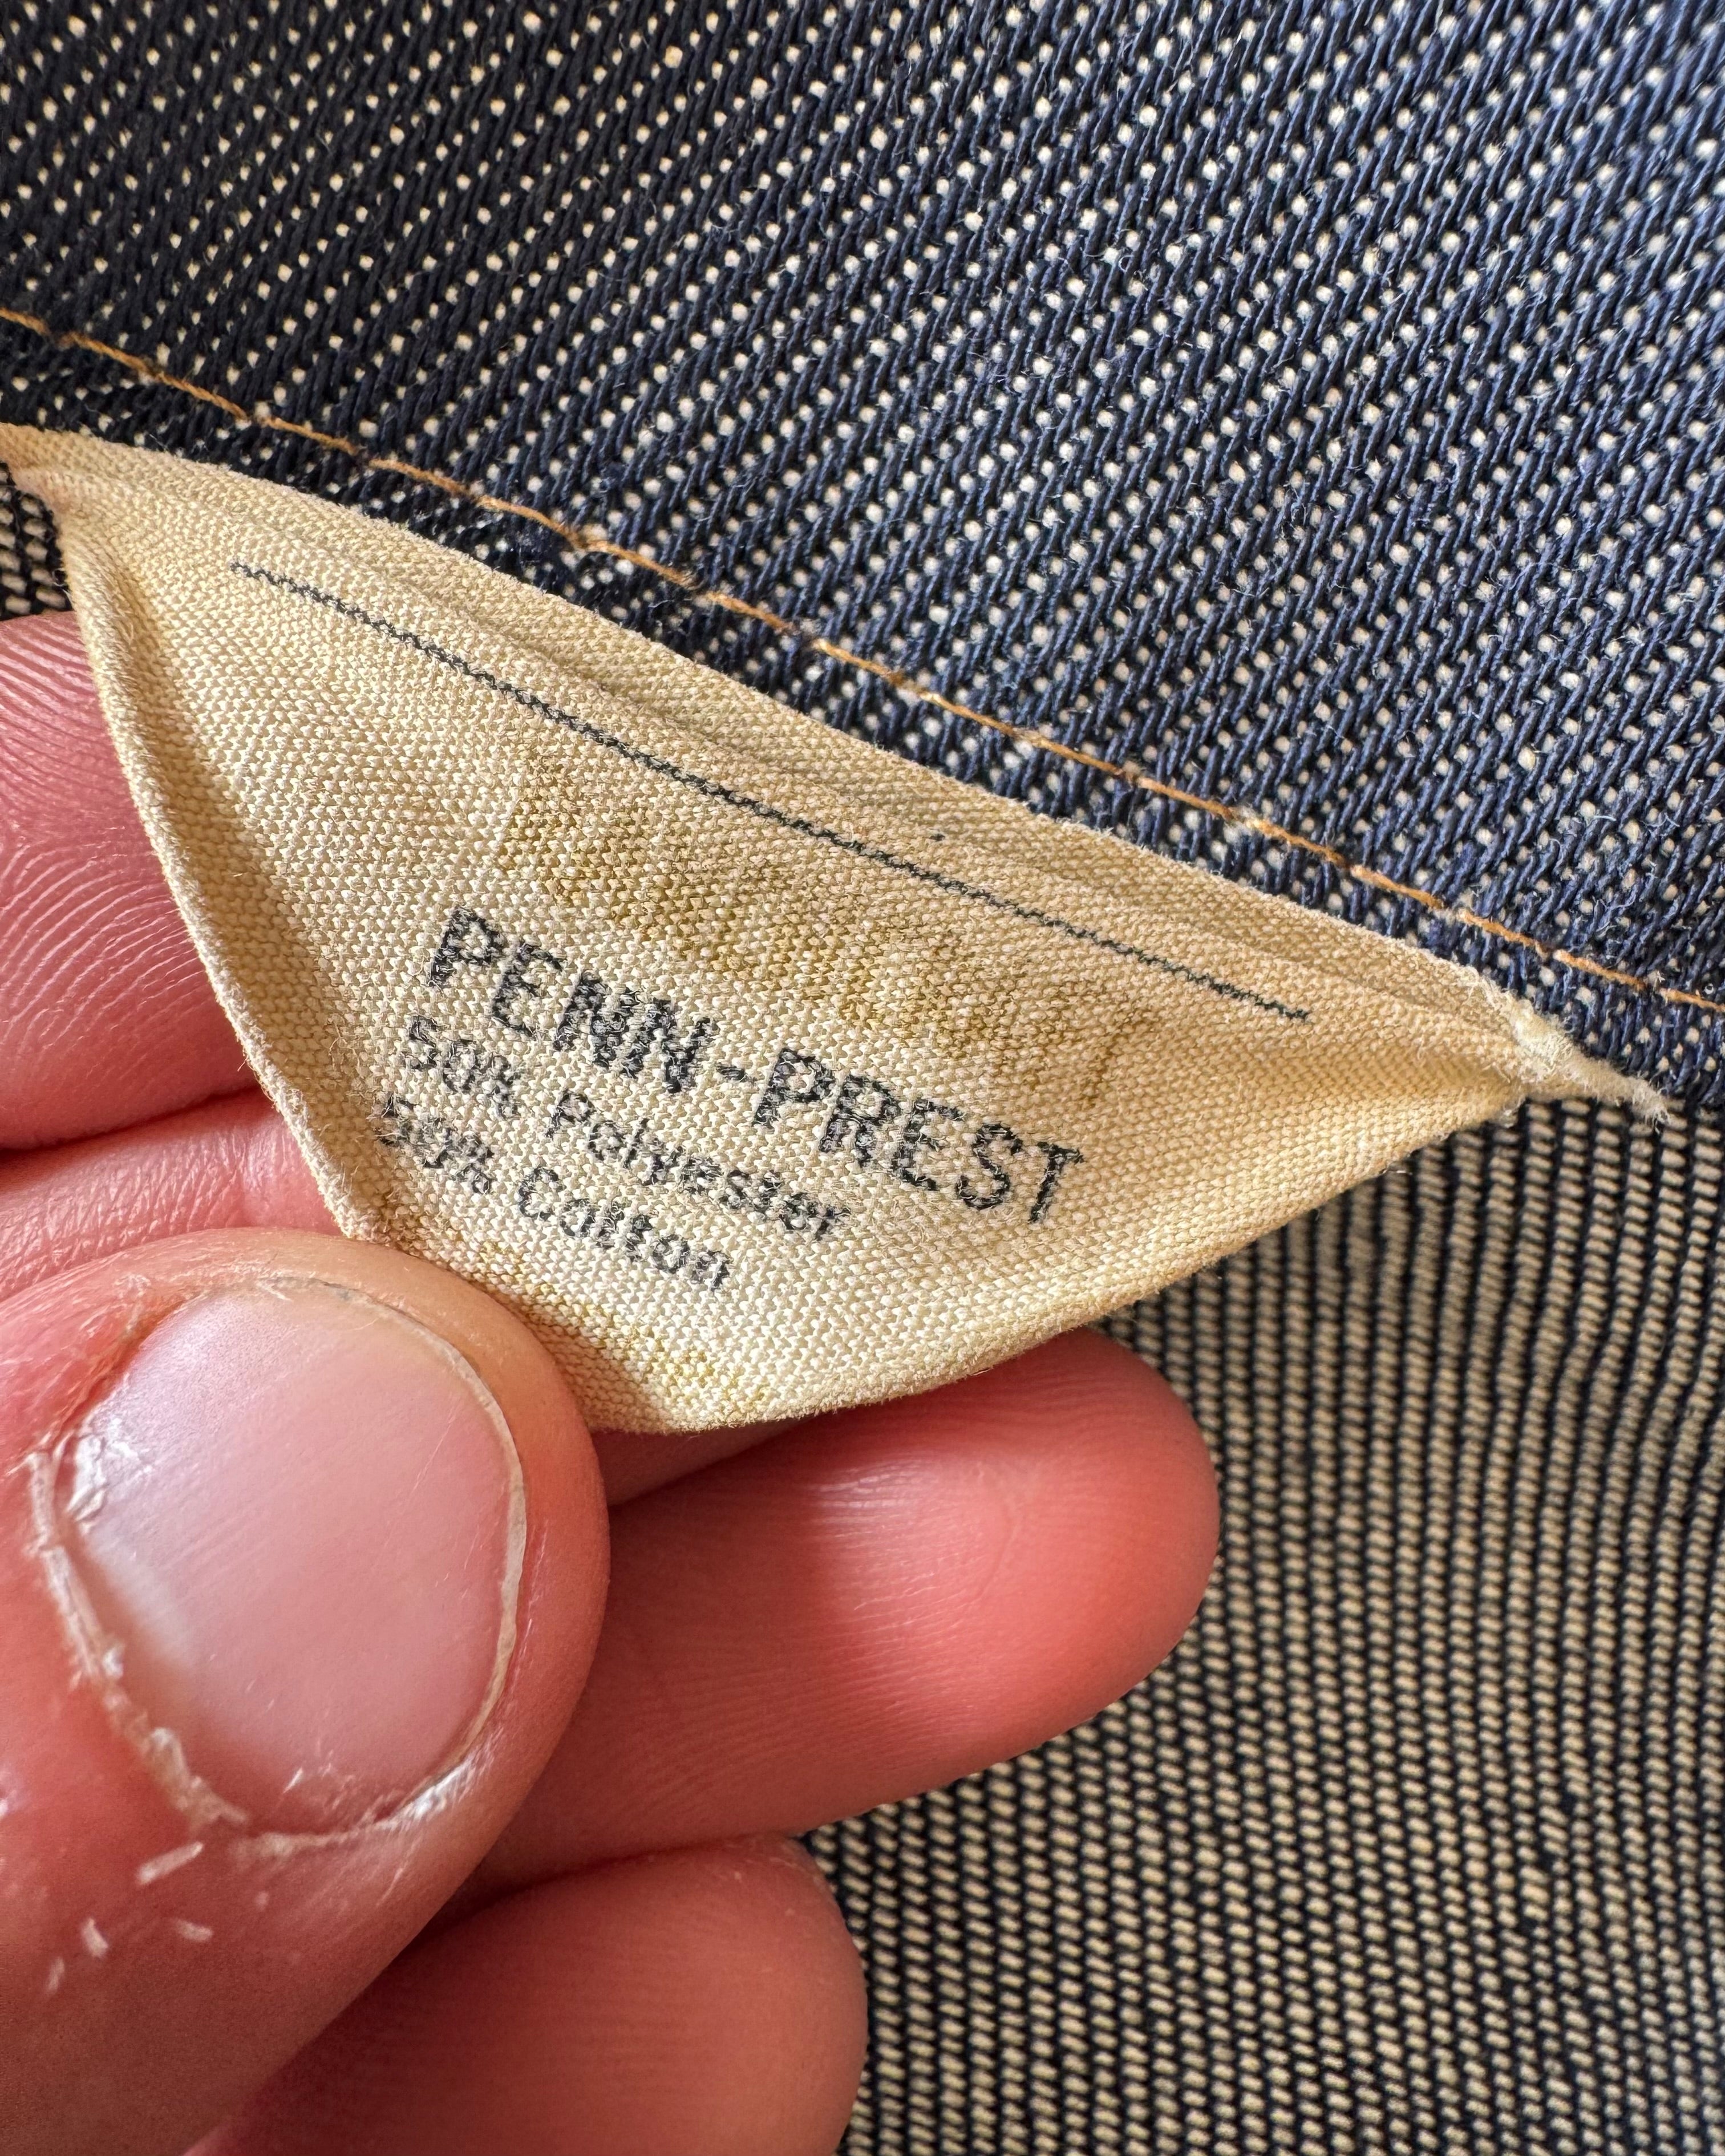 PENN-PREST
50% Polyester
50% Cotton